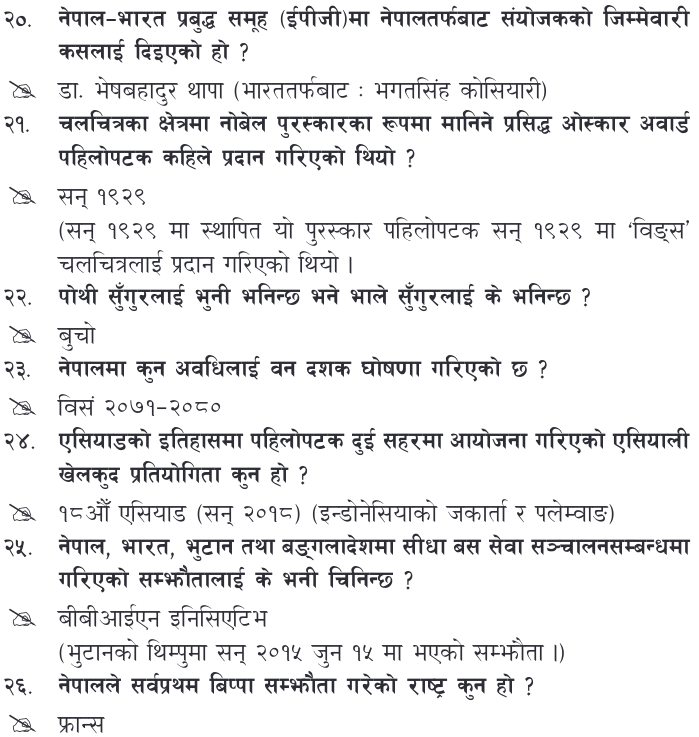 २०. नेपाल-भारत प्रबुद्ध समूह (ईपीजी)मा नेपालतर्फबाट संयोजकको जिम्मेवारी
कसलाई दिइएको हो ?
डा. भेषबहादुर थापा (भारततर्फबाट : भगतसिंह कोसियारी)
२१. चलचित्रका क्षेत्रमा नोबेल पुरस्कारका रूपमा मानिने प्रसिद्ध ओस्कार अवार्ड
पहिलोपटक कहिले प्रदान गरिएको थियो ?
सन् १९२९
(सन् १९२९ मा स्थापित यो पुरस्कार पहिलोपटक सन् १९२९ मा ‘विङ्स’
चलचित्रलाई प्रदान गरिएको थियो ।
२२. पोथी सुँगुरलाई भुनी भनिन्छ भने भाले सुँगुरलाई के भनिन्छ ?
बुचो
२३. नेपालमा कुन अवधिलाई वन दशक घोषणा गरिएको छ ?
विसं २०७१-२०८०
२४. एसियाडको इतिहासमा पहिलोपटक दुई सहरमा आयोजना गरिएको एसियाली
खेलकुद प्रतियोगिता कुन हो ?
१८औँ एसियाड (सन् २०१८) (इन्डोनेसियाको जकार्ता र पलेम्वाङ)
२५. नेपाल, भारत, भुटान तथा बङ्गलादेशमा सीधा बस सेवा सञ्चालनसम्बन्धमा
गरिएको सम्झौतालाई के भनी चिनिन्छ ?
बीबीआईएन इनिसिएटिभ
(भुटानको थिम्पुमा सन् २०१५ जुन १५ मा भएको सम्झौता ।)
२६. नेपालले सर्वप्रथम बिप्पा सम्झौता गरेको राष्ट्र कुन हो ?
फ्रान्स